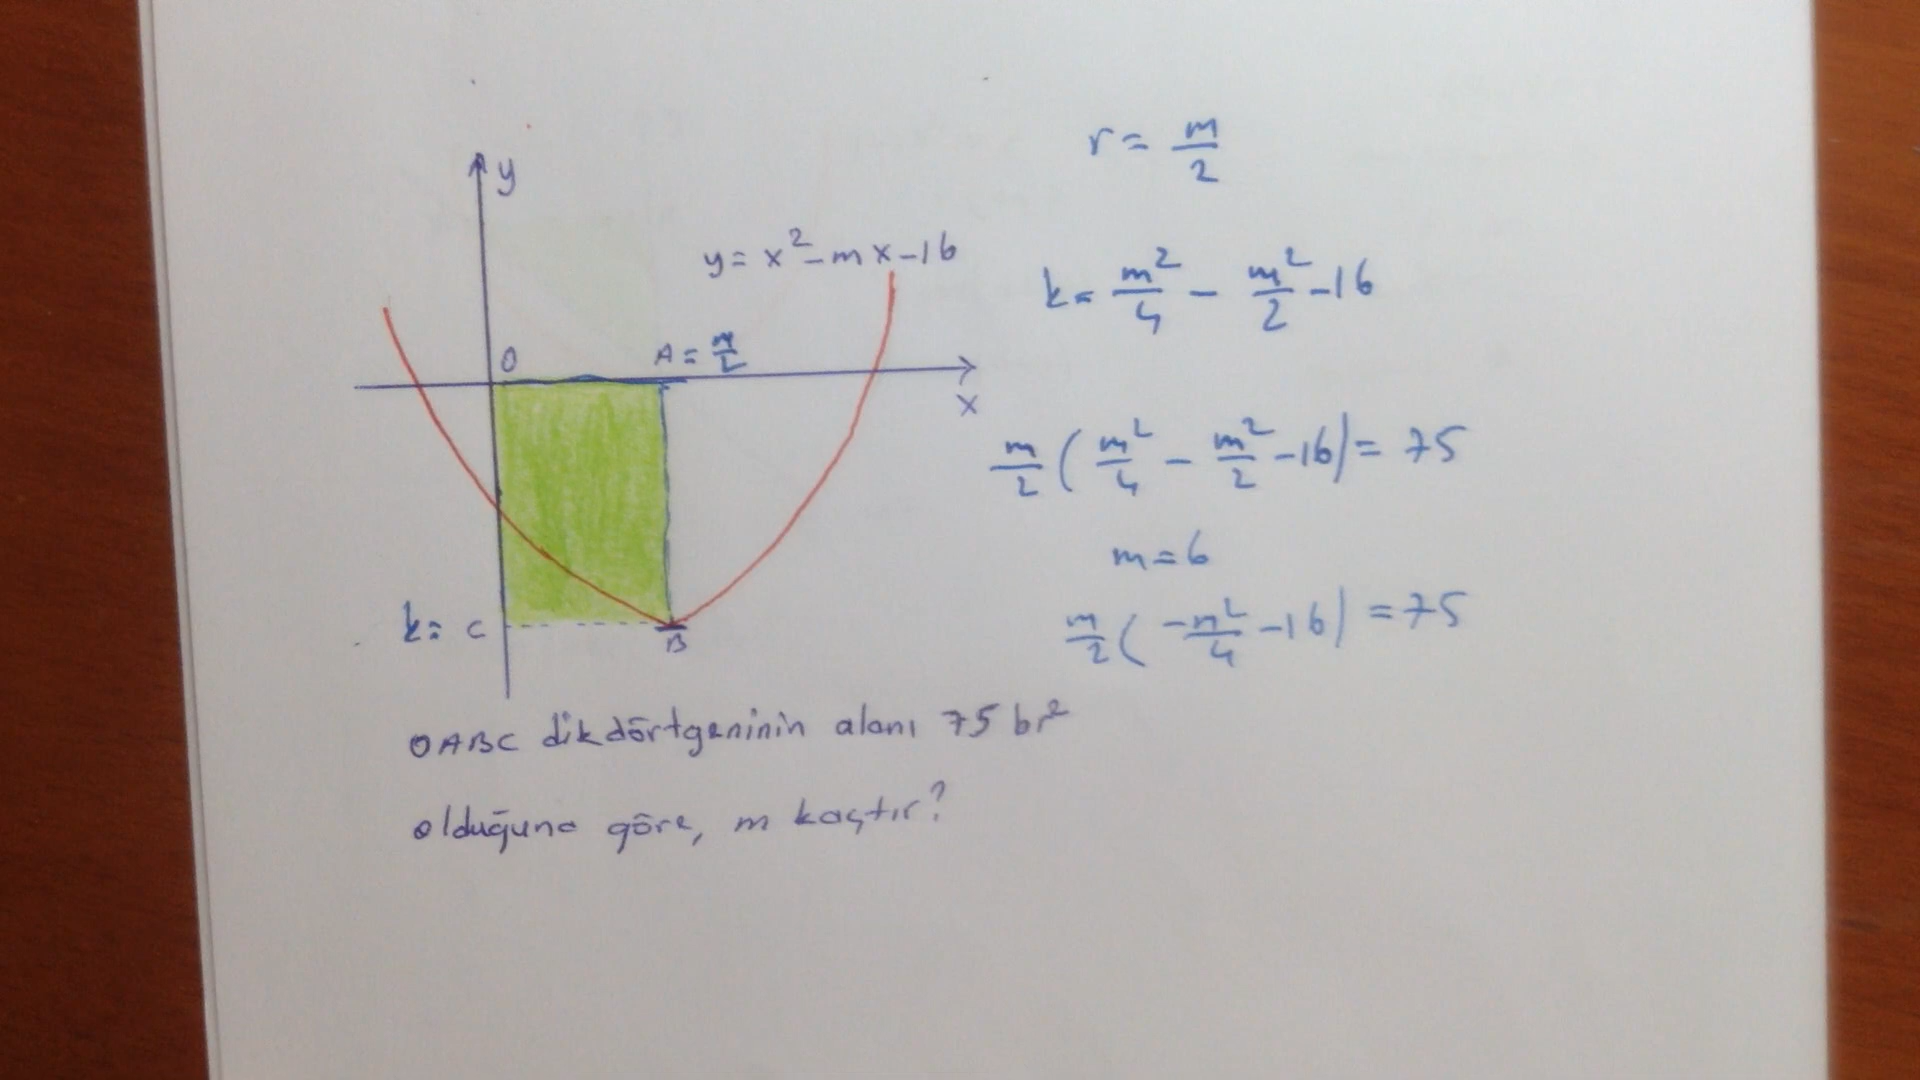 y
y = x² - mx - 16
O
A = m/2
x
k = C
B
OABC dikdörtgeninin alanı 75 br²
olduğuna göre, m kaçtır?
r = m/2
k = m²/4 - m²/2 - 16
m/2 ( m²/4 - m²/2 - 16 ) = 75
m = 6
m/2 ( -m²/4 - 16 ) = 75